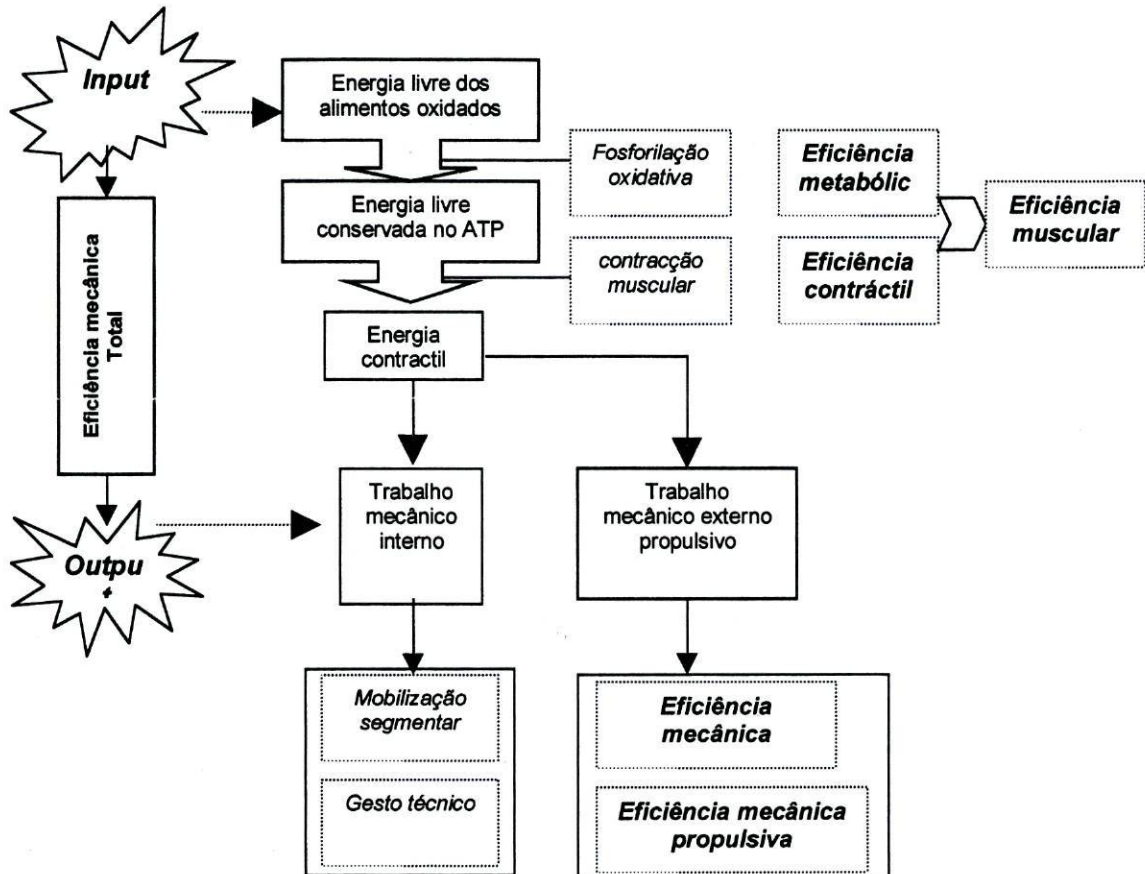 Input
Energia livre dos
alimentos oxidados
Fosforilação
oxidativa
Eficiência
metabólic
Eficiência
muscular
Energia livre
conservada no ATP
contracção
muscular
Eficiência
contráctil
Eficiência mecânica
Total
Energia
contractil
Trabalho
mecânico
interno
Trabalho
mecânico externo
propulsivo
Outpu
Mobilização
segmentar
Gesto técnico
Eficiência
mecânica
Eficiência mecânica
propulsiva